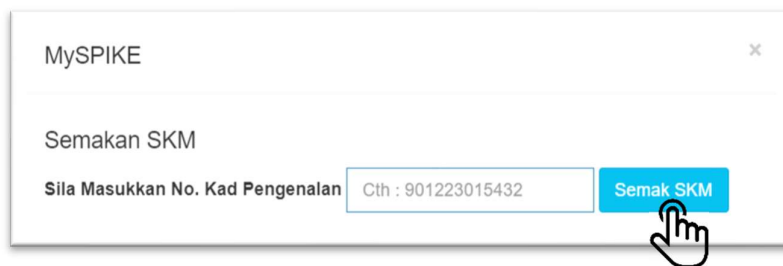 MySPIKE ×
Semakan SKM
Sila Masukkan No. Kad Pengenalan Cth : 901223015432 Semak SKM